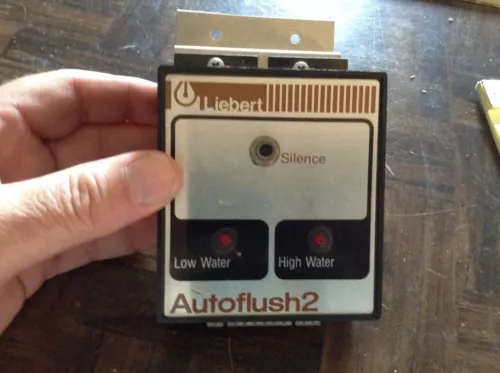 Liebert
Silence
Low Water
High Water
Autoflush2